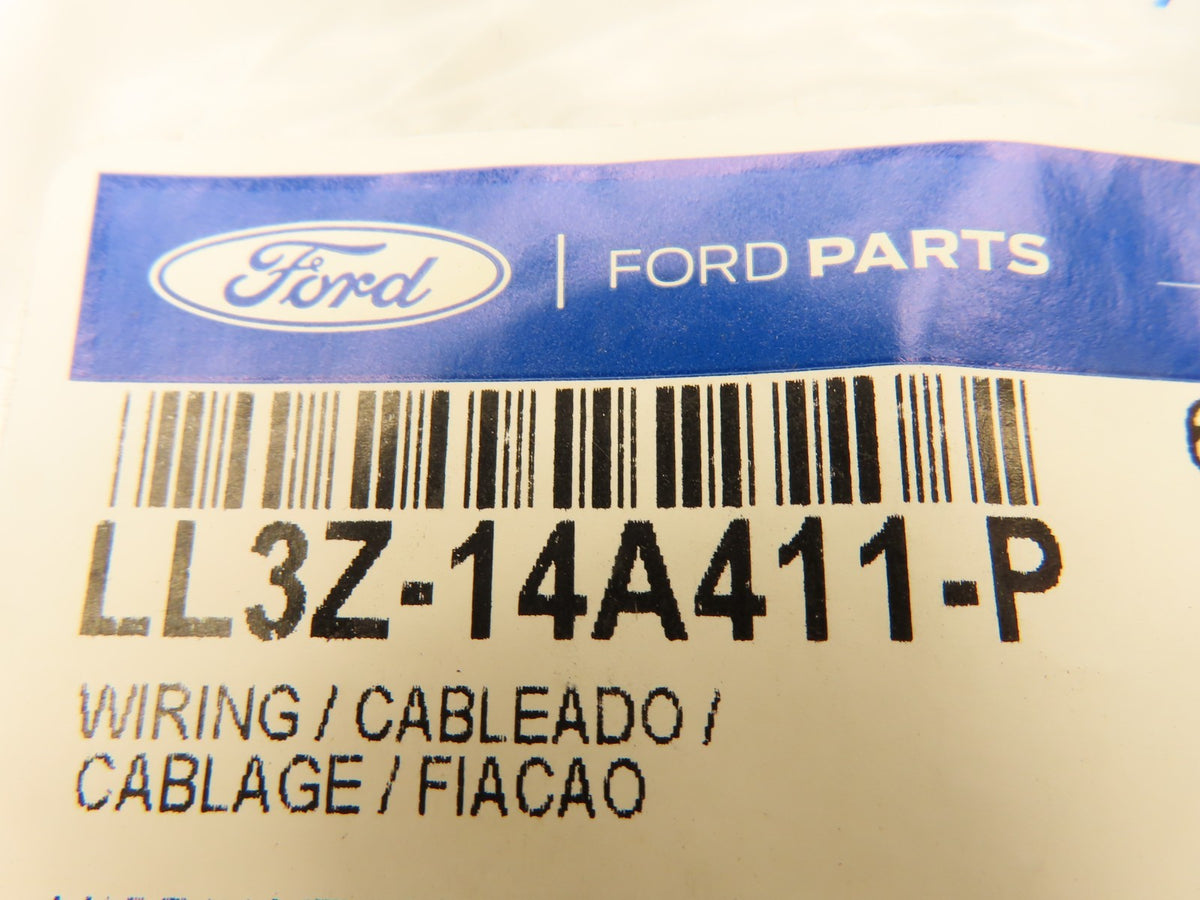 Ford | FORD PARTS
LL3Z-14A411-P
WIRING / CABLEADO /
CABLAGE / FIACAO